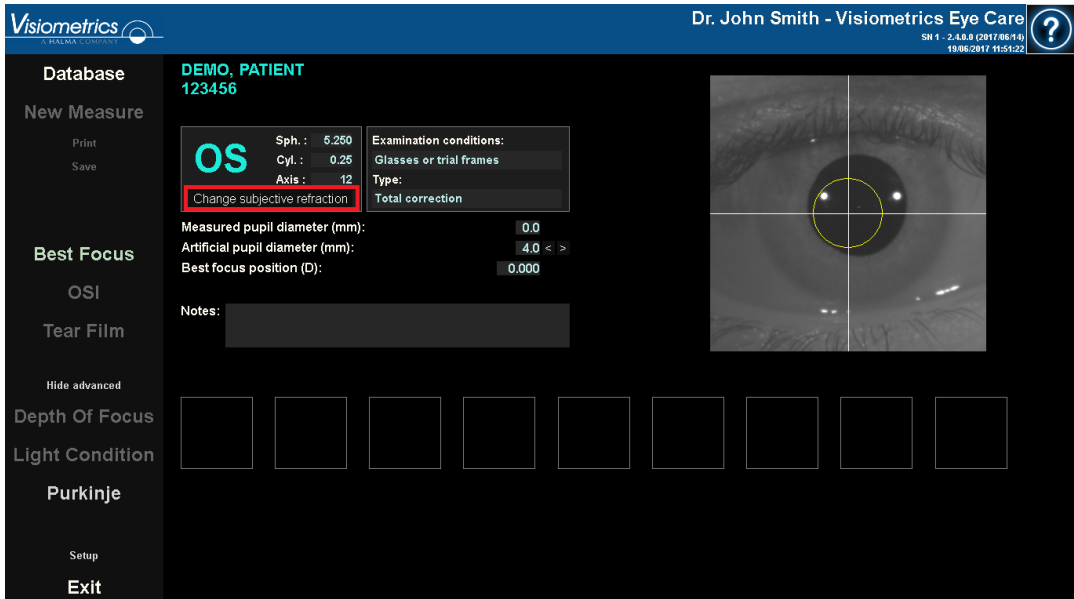 Visiometrics
A HALMA COMPANY
Dr. John Smith - Visiometrics Eye Care
SN 1 - 2.4.0.0 (2017/06/14)
19/06/2017 11:51:22
?
Database
New Measure
Print
Save
Best Focus
OSI
Tear Film
Hide advanced
Depth Of Focus
Light Condition
Purkinje
Setup
Exit
DEMO, PATIENT
123456
OS
Sph.: 5.250
Cyl.: 0.25
Axis: 12
Change subjective refraction
Examination conditions:
Glasses or trial frames
Type:
Total correction
Measured pupil diameter (mm): 0.0
Artificial pupil diameter (mm): 4.0 < >
Best focus position (D): 0.000
Notes: